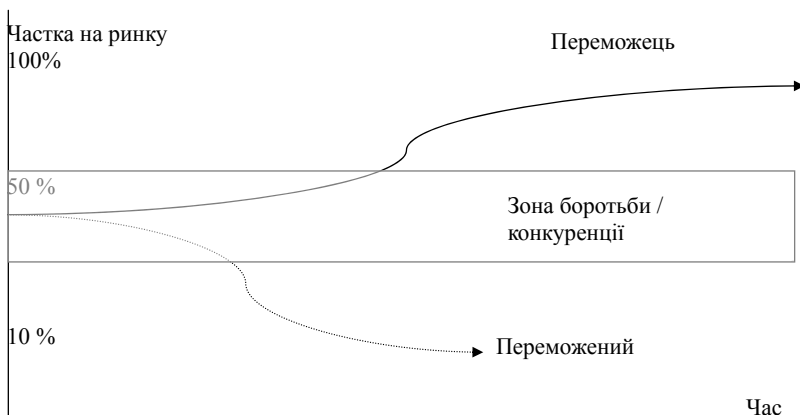 Частка на ринку
100%
Переможець
50 %
Зона боротьби /
конкуренції
10 %
Переможений
Час